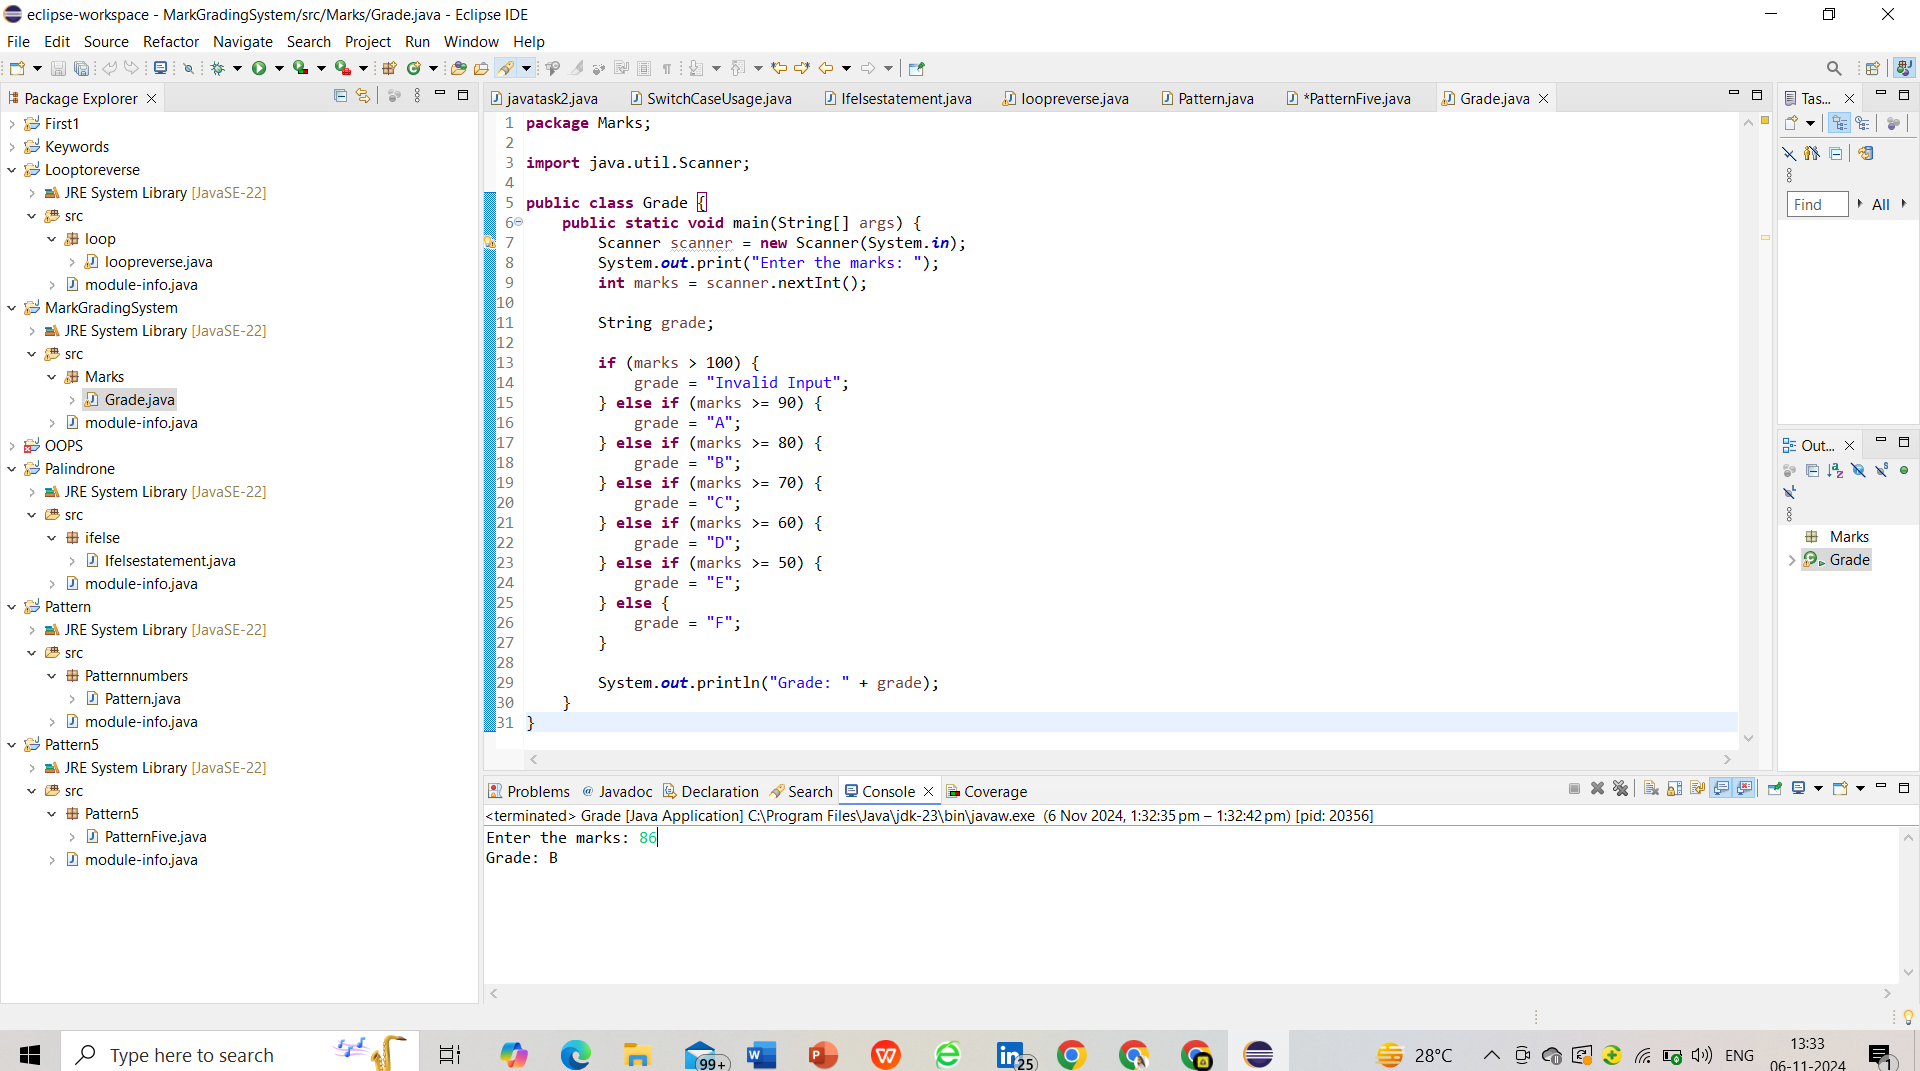 eclipse-workspace - MarkGradingSystem/src/Marks/Grade.java - Eclipse IDE
File Edit Source Refactor Navigate Search Project Run Window Help
Package Explorer
First1
Keywords
Looptoreverse
JRE System Library [JavaSE-22]
src
loop
loopreverse.java
module-info.java
MarkGradingSystem
JRE System Library [JavaSE-22]
src
Marks
Grade.java
module-info.java
OOPS
Palindrone
JRE System Library [JavaSE-22]
src
ifelse
Ifelsestatement.java
module-info.java
Pattern
JRE System Library [JavaSE-22]
src
Patternnumbers
Pattern.java
module-info.java
Pattern5
JRE System Library [JavaSE-22]
src
Pattern5
PatternFive.java
module-info.java
javatask2.java SwitchCaseUsage.java Ifelsestatement.java loopreverse.java Pattern.java *PatternFive.java Grade.java
1 package Marks;
2
3 import java.util.Scanner;
4
5 public class Grade {
6 public static void main(String[] args) {
7 Scanner scanner = new Scanner(System.in);
8 System.out.print("Enter the marks: ");
9 int marks = scanner.nextInt();
10
11 String grade;
12
13 if (marks > 100) {
14 grade = "Invalid Input";
15 } else if (marks >= 90) {
16 grade = "A";
17 } else if (marks >= 80) {
18 grade = "B";
19 } else if (marks >= 70) {
20 grade = "C";
21 } else if (marks >= 60) {
22 grade = "D";
23 } else if (marks >= 50) {
24 grade = "E";
25 } else {
26 grade = "F";
27 }
28
29 System.out.println("Grade: " + grade);
30 }
31 }
Tas...
Find All
Out...
Marks
Grade
Problems Javadoc Declaration Search Console Coverage
<terminated> Grade [Java Application] C:\Program Files\Java\jdk-23\bin\javaw.exe (6 Nov 2024, 1:32:35 pm – 1:32:42 pm) [pid: 20356]
Enter the marks: 86
Grade: B
Type here to search
99+
25
28°C
ENG
13:33
06-11-2024
1